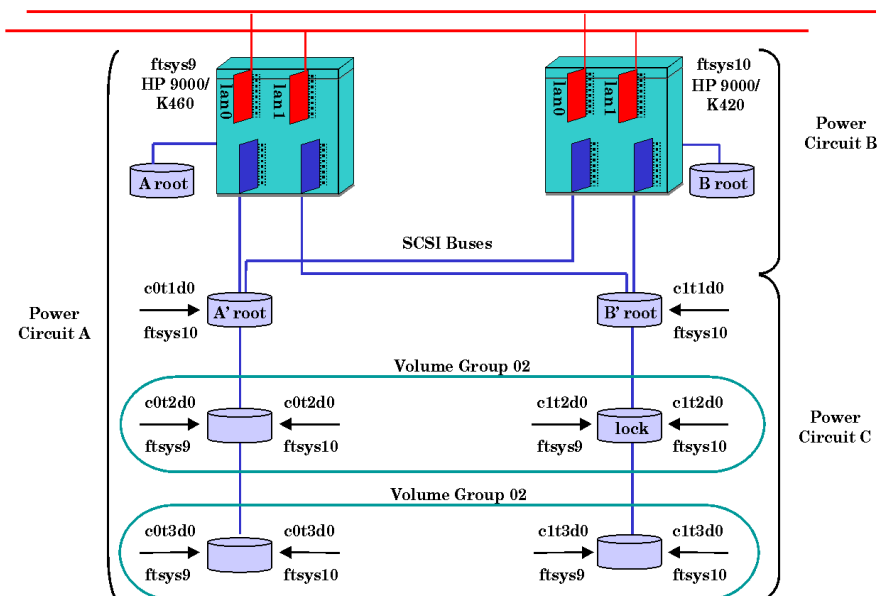 ftsys9
HP 9000/
K460
lan0
lan1
ftsys10
HP 9000/
K420
lan0
lan1
Power
Circuit B
A root
B root
SCSI Buses
c0t1d0
ftsys10
A' root
B' root
c1t1d0
ftsys10
Power
Circuit A
Volume Group 02
c0t2d0
ftsys9
c0t2d0
ftsys10
c1t2d0
ftsys9
lock
c1t2d0
ftsys10
Power
Circuit C
Volume Group 02
c0t3d0
ftsys9
c0t3d0
ftsys10
c1t3d0
ftsys9
c1t3d0
ftsys10